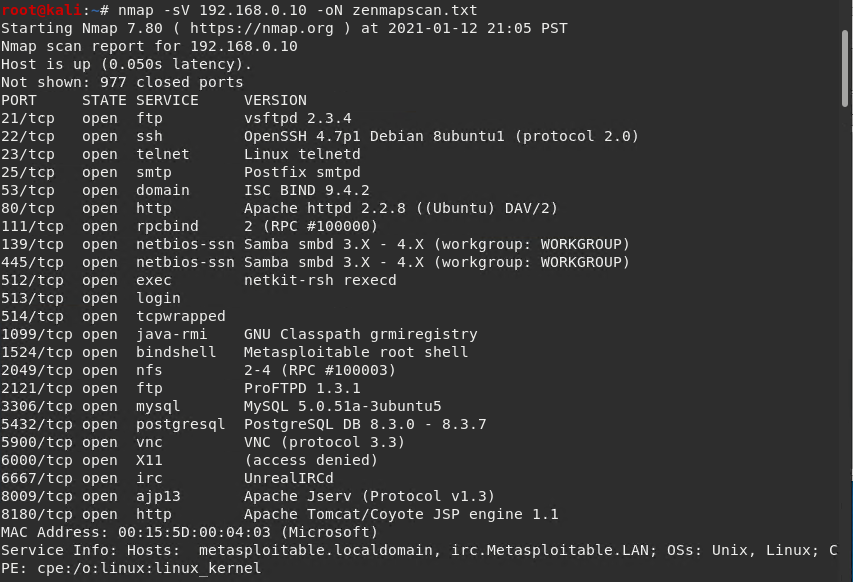 root@kali:~# nmap -sV 192.168.0.10 -oN zenmapscan.txt
Starting Nmap 7.80 ( https://nmap.org ) at 2021-01-12 21:05 PST
Nmap scan report for 192.168.0.10
Host is up (0.050s latency).
Not shown: 977 closed ports
PORT     STATE SERVICE     VERSION
21/tcp   open  ftp         vsftpd 2.3.4
22/tcp   open  ssh         OpenSSH 4.7p1 Debian 8ubuntu1 (protocol 2.0)
23/tcp   open  telnet      Linux telnetd
25/tcp   open  smtp        Postfix smtpd
53/tcp   open  domain      ISC BIND 9.4.2
80/tcp   open  http        Apache httpd 2.2.8 ((Ubuntu) DAV/2)
111/tcp  open  rpcbind     2 (RPC #100000)
139/tcp  open  netbios-ssn Samba smbd 3.X - 4.X (workgroup: WORKGROUP)
445/tcp  open  netbios-ssn Samba smbd 3.X - 4.X (workgroup: WORKGROUP)
512/tcp  open  exec        netkit-rsh rexecd
513/tcp  open  login
514/tcp  open  tcpwrapped
1099/tcp open  java-rmi    GNU Classpath grmiregistry
1524/tcp open  bindshell   Metasploitable root shell
2049/tcp open  nfs         2-4 (RPC #100003)
2121/tcp open  ftp         ProFTPD 1.3.1
3306/tcp open  mysql       MySQL 5.0.51a-3ubuntu5
5432/tcp open  postgresql  PostgreSQL DB 8.3.0 - 8.3.7
5900/tcp open  vnc         VNC (protocol 3.3)
6000/tcp open  X11         (access denied)
6667/tcp open  irc         UnrealIRCd
8009/tcp open  ajp13       Apache Jserv (Protocol v1.3)
8180/tcp open  http        Apache Tomcat/Coyote JSP engine 1.1
MAC Address: 00:15:5D:00:04:03 (Microsoft)
Service Info: Hosts:  metasploitable.localdomain, irc.Metasploitable.LAN; OSs: Unix, Linux; C
PE: cpe:/o:linux:linux_kernel